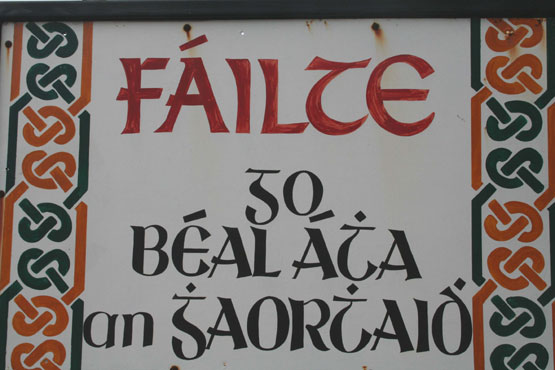 FÁILTE
go
BÉAL ÁṪA
an ĠAORṪAIḊ